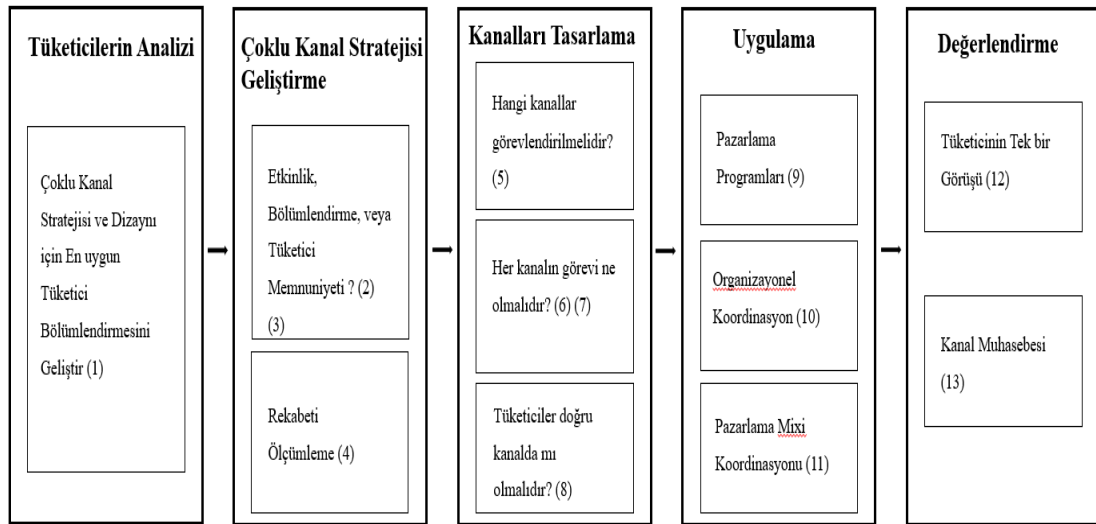 Tüketicilerin Analizi
Çoklu Kanal
Stratejisi ve Dizaynı
için En uygun
Tüketici
Bölümlendirmesini
Geliştir (1)
Çoklu Kanal Stratejisi
Geliştirme
Etkinlik,
Bölümlendirme, veya
Tüketici
Memnuniyeti ? (2)
(3)
Rekabeti
Ölçümleme (4)
Kanalları Tasarlama
Hangi kanallar
görevlendirilmelidir?
(5)
Her kanalın görevi ne
olmalıdır? (6) (7)
Tüketiciler doğru
kanalda mı
olmalıdır? (8)
Uygulama
Pazarlama
Programları (9)
Organizayonel
Koordinasyon (10)
Pazarlama Mixi
Koordinasyonu (11)
Değerlendirme
Tüketicinin Tek bir
Görüşü (12)
Kanal Muhasebesi
(13)